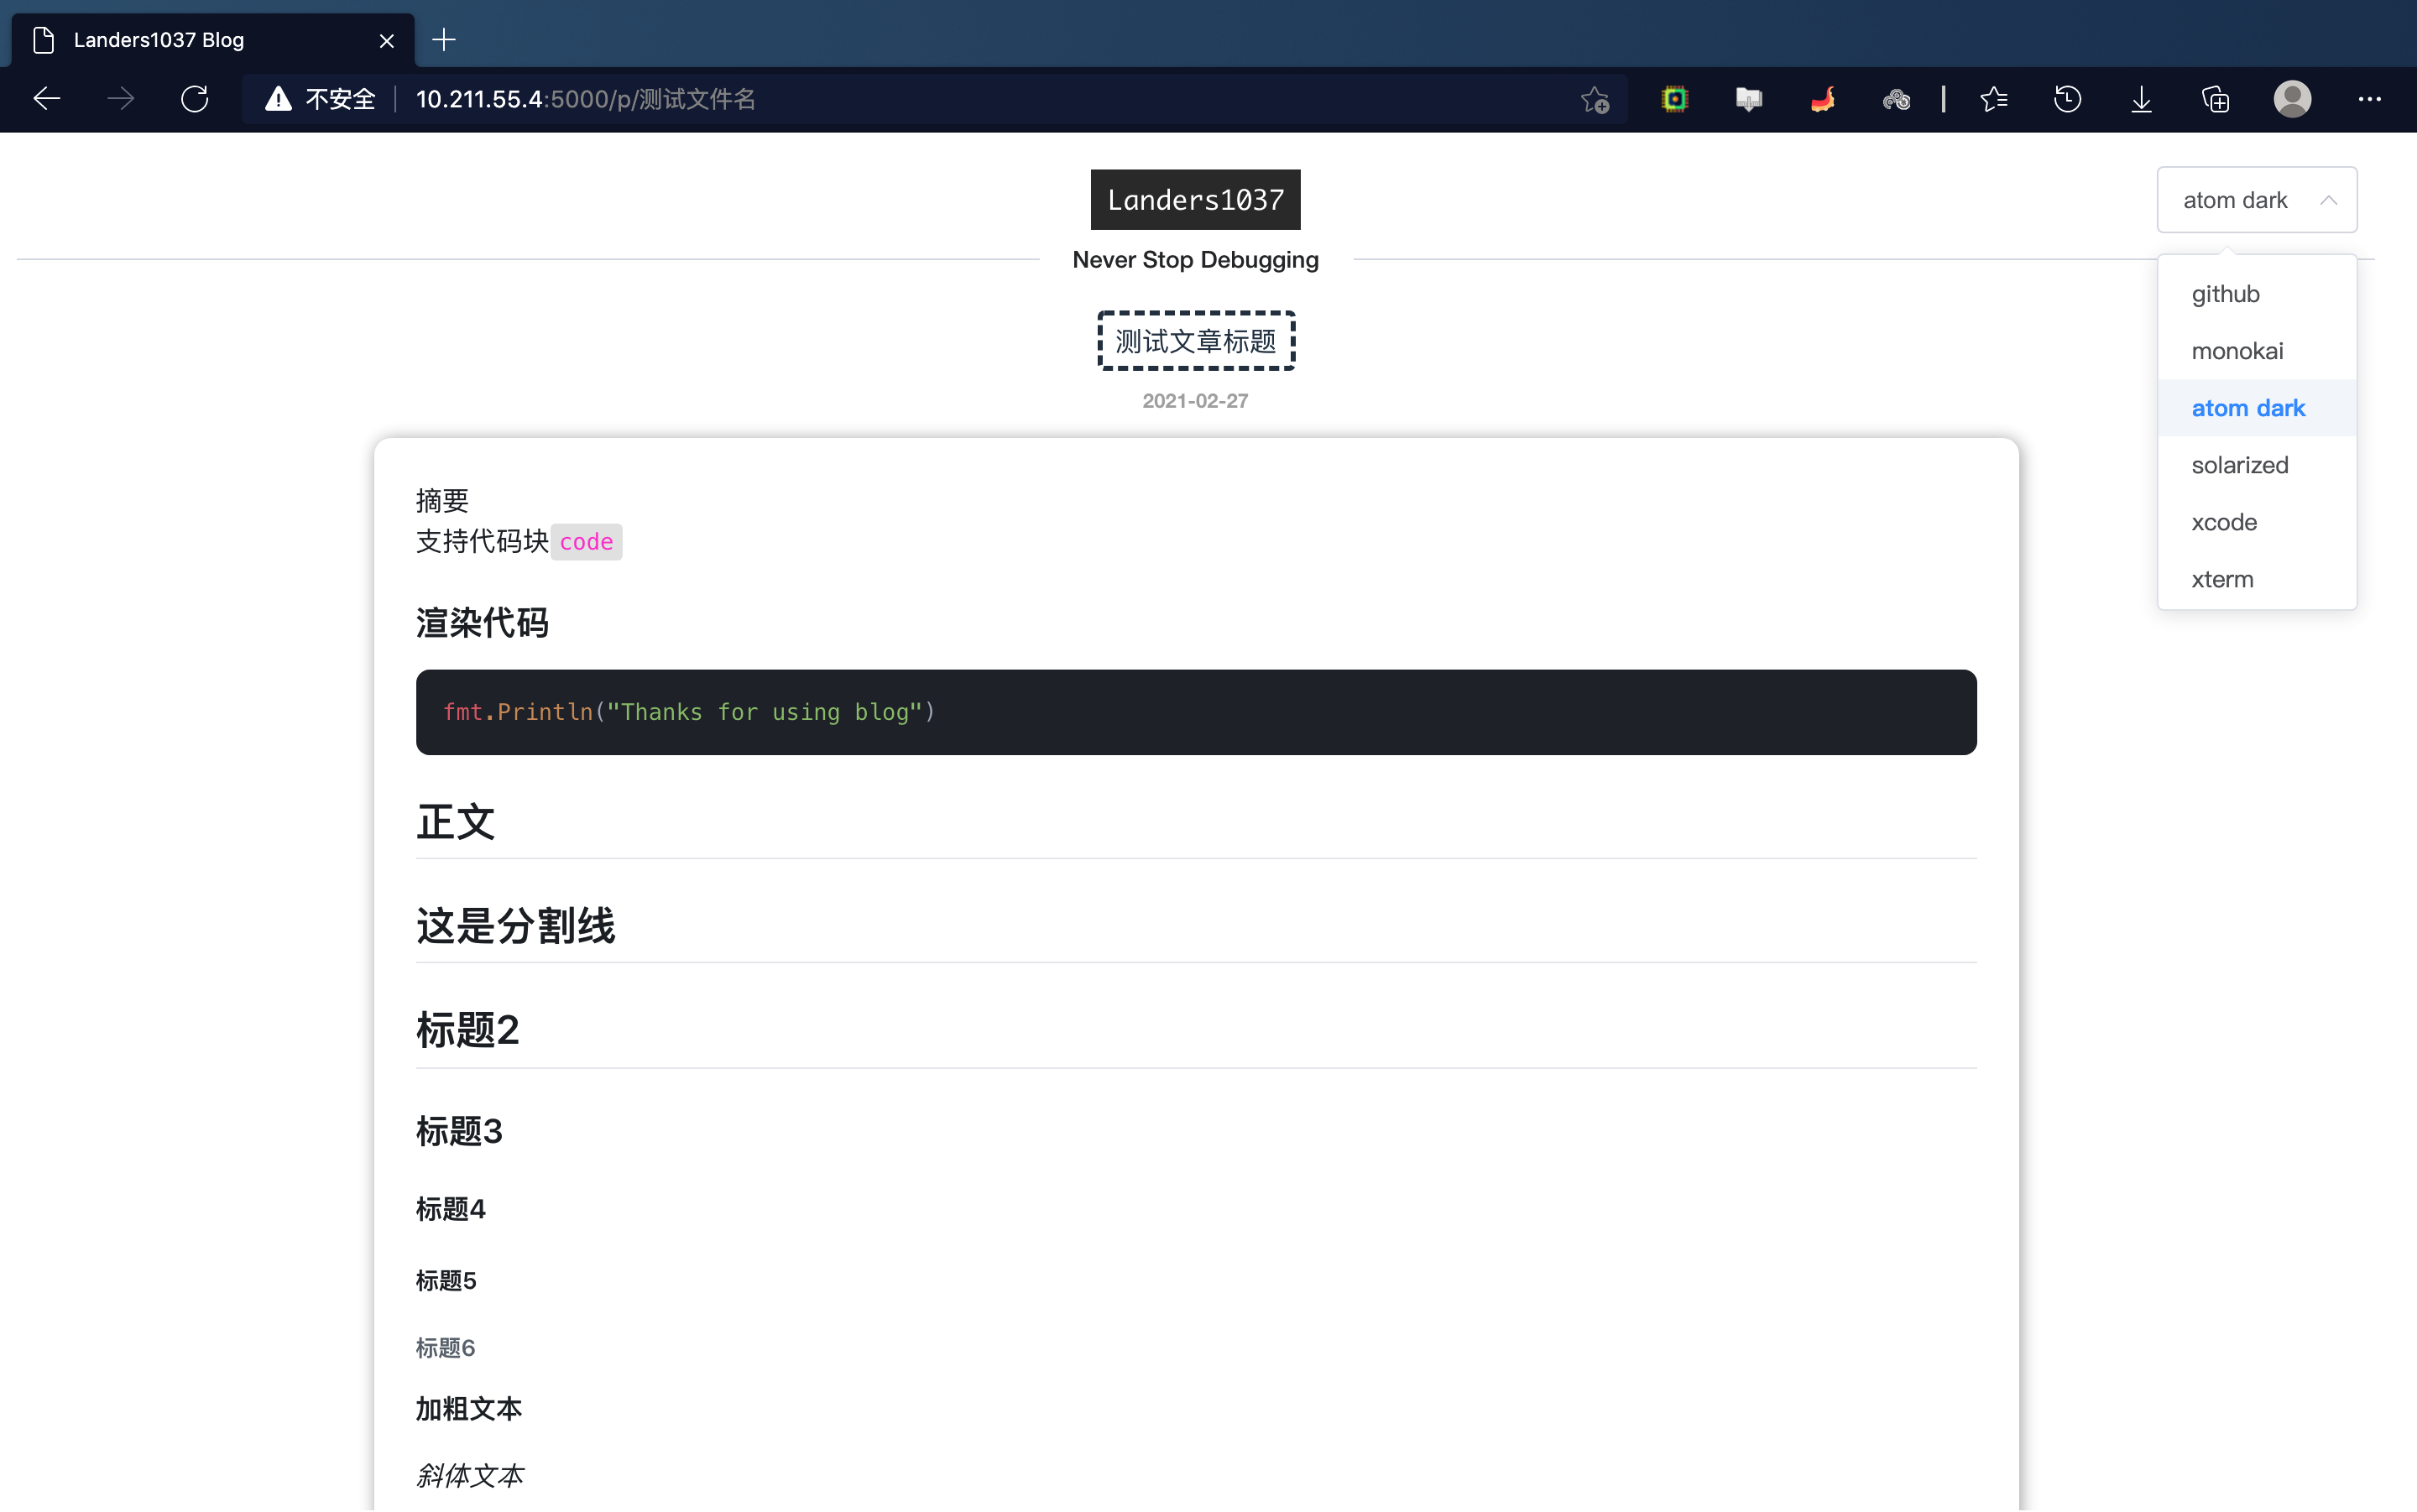 Landers1037 Blog
不安全
10.211.55.4:5000/p/测试文件名
Landers1037
atom dark
Never Stop Debugging
github
monokai
atom dark
solarized
xcode
xterm
测试文章标题
2021-02-27
摘要
支持代码块code
渲染代码
fmt.Println("Thanks for using blog")
正文
这是分割线
标题2
标题3
标题4
标题5
标题6
加粗文本
斜体文本